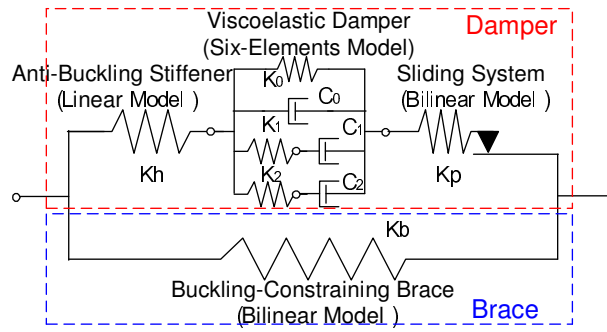 Viscoelastic Damper
(Six-Elements Model)
Damper
Anti-Buckling Stiffener
(Linear Model )
Sliding System
(Bilinear Model )
K0
C0
K1
C1
K2
C2
Kh
Kp
Kb
Buckling-Constraining Brace
(Bilinear Model )
Brace